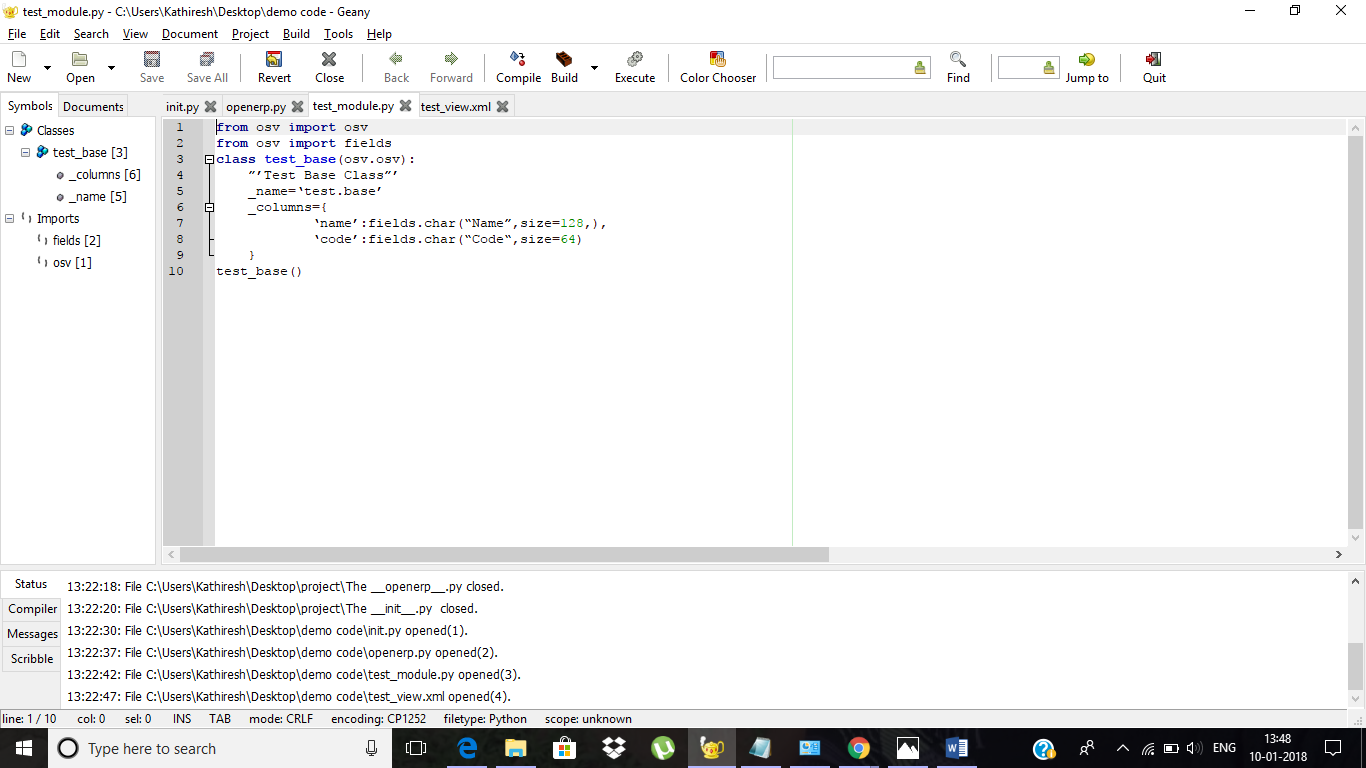 test_module.py - C:\Users\Kathiresh\Desktop\demo code - Geany
File Edit Search View Document Project Build Tools Help
New Open Save Save All Revert Close Back Forward Compile Build Execute Color Chooser Find Jump to Quit
Symbols Documents
init.py openerp.py test_module.py test_view.xml
Classes
test_base [3]
_columns [6]
_name [5]
Imports
fields [2]
osv [1]
1 from osv import osv
2 from osv import fields
3 class test_base(osv.osv):
4 ”’Test Base Class”’
5 _name=‘test.base’
6 _columns={
7 ‘name’:fields.char(“Name”,size=128,),
8 ‘code’:fields.char(“Code“,size=64)
9 }
10 test_base()
Status
Compiler
Messages
Scribble
13:22:18: File C:\Users\Kathiresh\Desktop\project\The __openerp__.py closed.
13:22:20: File C:\Users\Kathiresh\Desktop\project\The __init__.py  closed.
13:22:30: File C:\Users\Kathiresh\Desktop\demo code\init.py opened(1).
13:22:37: File C:\Users\Kathiresh\Desktop\demo code\openerp.py opened(2).
13:22:42: File C:\Users\Kathiresh\Desktop\demo code\test_module.py opened(3).
13:22:47: File C:\Users\Kathiresh\Desktop\demo code\test_view.xml opened(4).
line: 1 / 10 col: 0 sel: 0 INS TAB mode: CRLF encoding: CP1252 filetype: Python scope: unknown
Type here to search
ENG
13:48
10-01-2018